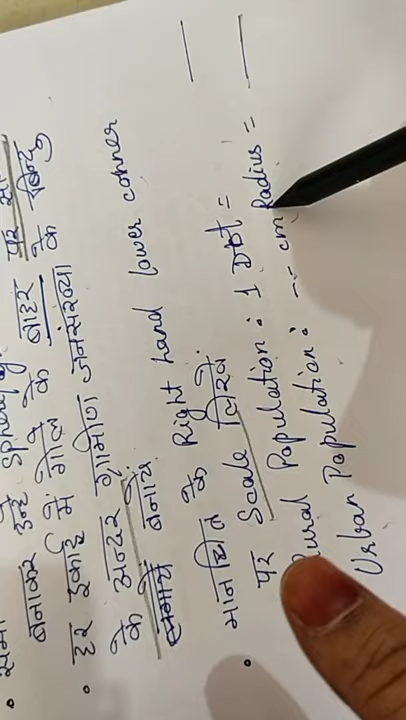 बनाकर उन्हें Sphere
• हर इकाई में गोले के बाहर
के अन्दर ग्रामीण जनसंख्या के बिन्दु
बनायें
• मानचित्र के Right hand lower corner
पर Scale लिखें
Rural Population : 1 Dot =
Urban Population : -- cm Radius =